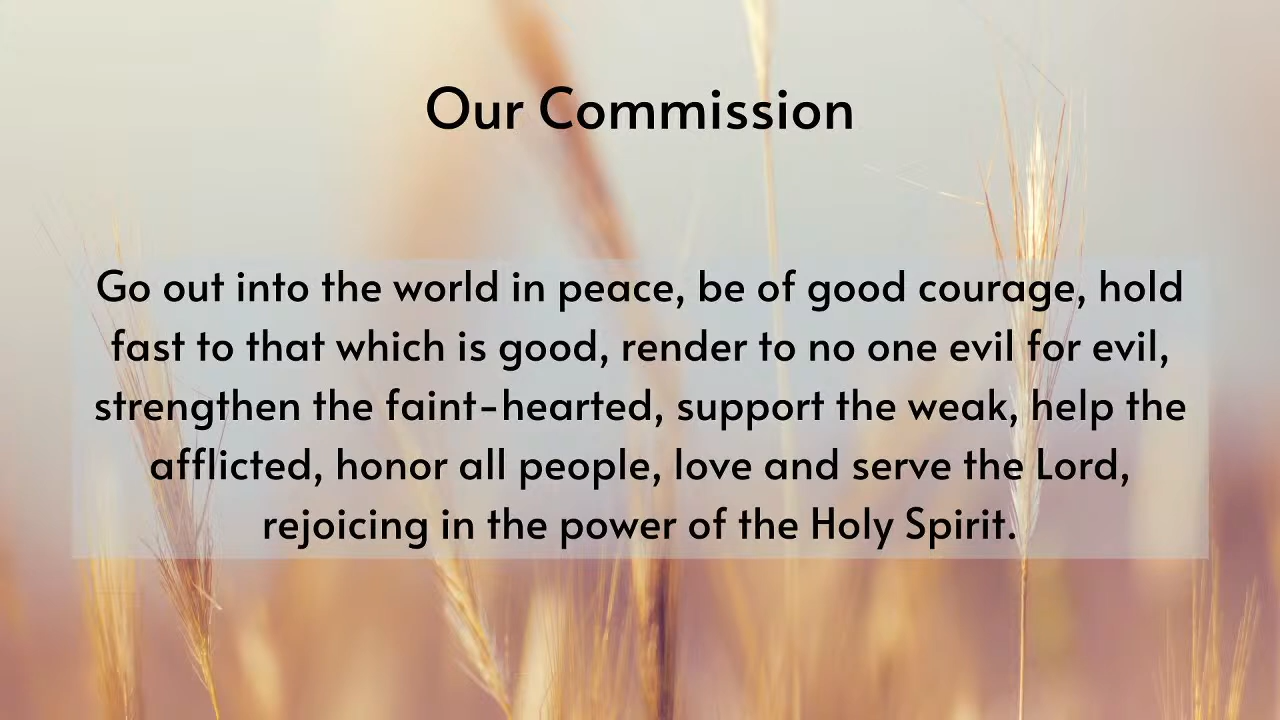 Our Commission
Go out into the world in peace, be of good courage, hold
fast to that which is good, render to no one evil for evil,
strengthen the faint-hearted, support the weak, help the
afflicted, honor all people, love and serve the Lord,
rejoicing in the power of the Holy Spirit.